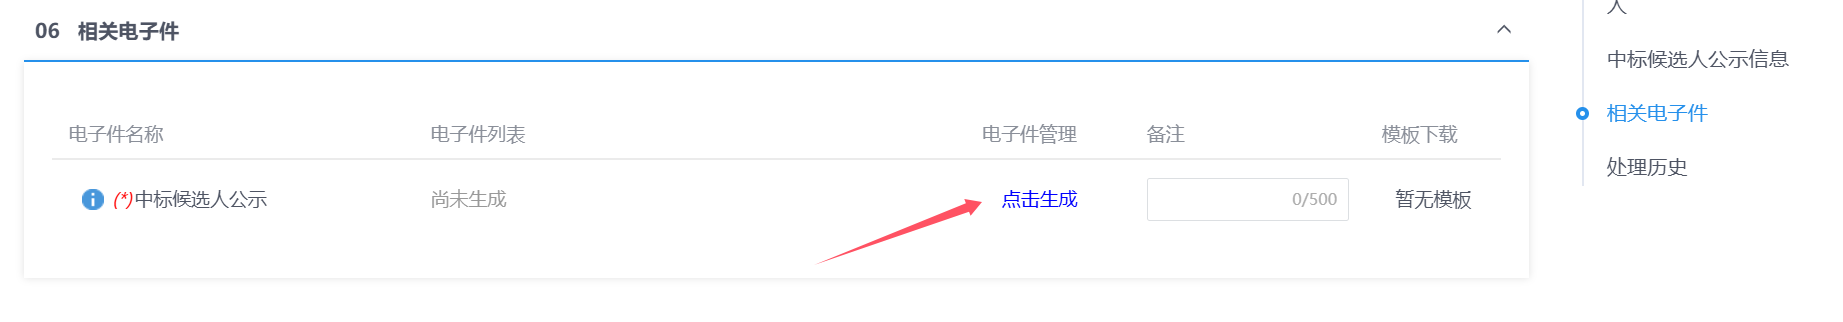 06 相关电子件
电子件名称 电子件列表 电子件管理 备注 模板下载
(*)中标候选人公示 尚未生成 点击生成 0/500 暂无模板
人
中标候选人公示信息
相关电子件
处理历史